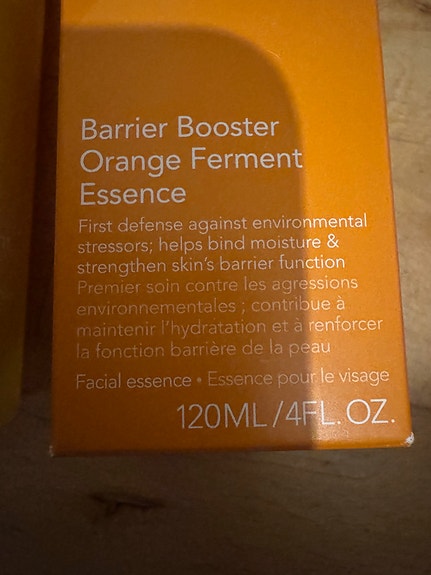 Barrier Booster
Orange Ferment
Essence
First defense against environmental
stressors; helps bind moisture &
strengthen skin's barrier function
Premier soin contre les agressions
environnementales ; contribue à
maintenir l'hydratation et à renforcer
la fonction barrière de la peau
Facial essence • Essence pour le visage
120ML/4FL. OZ.